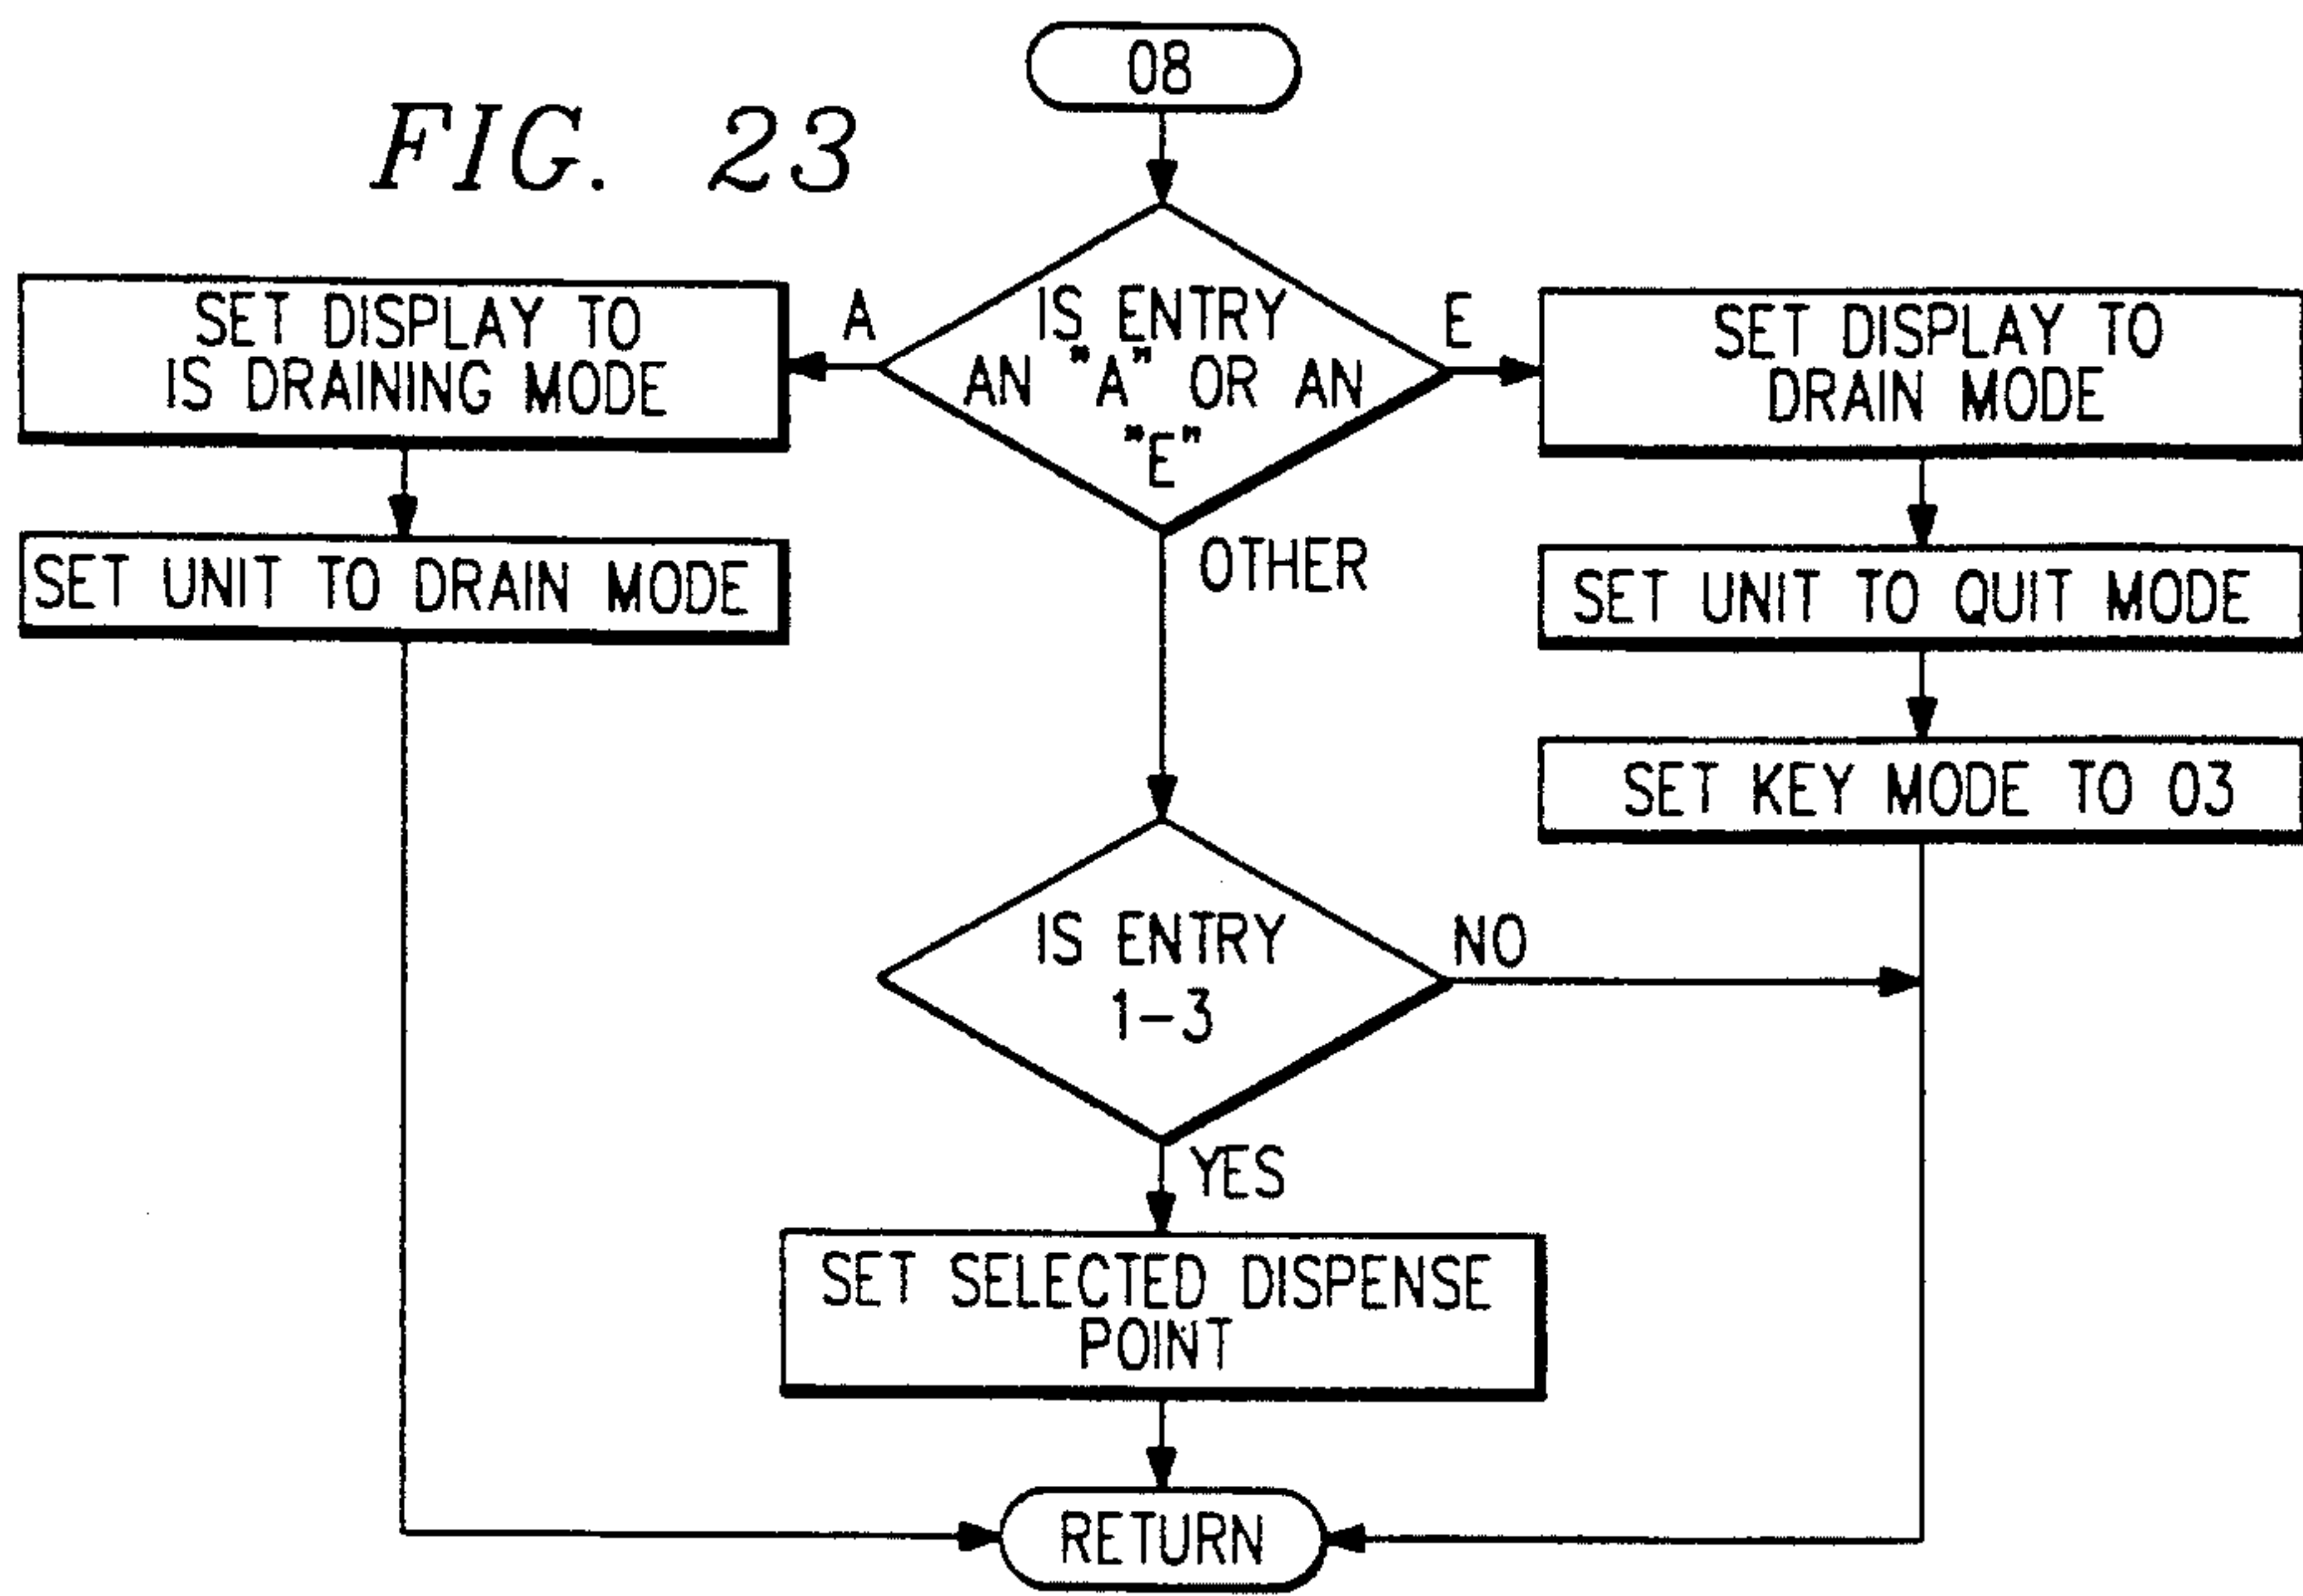 FIG. 23
08
IS ENTRY
AN "A" OR AN
"E"
A
E
OTHER
SET DISPLAY TO
IS DRAINING MODE
SET UNIT TO DRAIN MODE
SET DISPLAY TO
DRAIN MODE
SET UNIT TO QUIT MODE
SET KEY MODE TO 03
IS ENTRY
1-3
NO
YES
SET SELECTED DISPENSE
POINT
RETURN